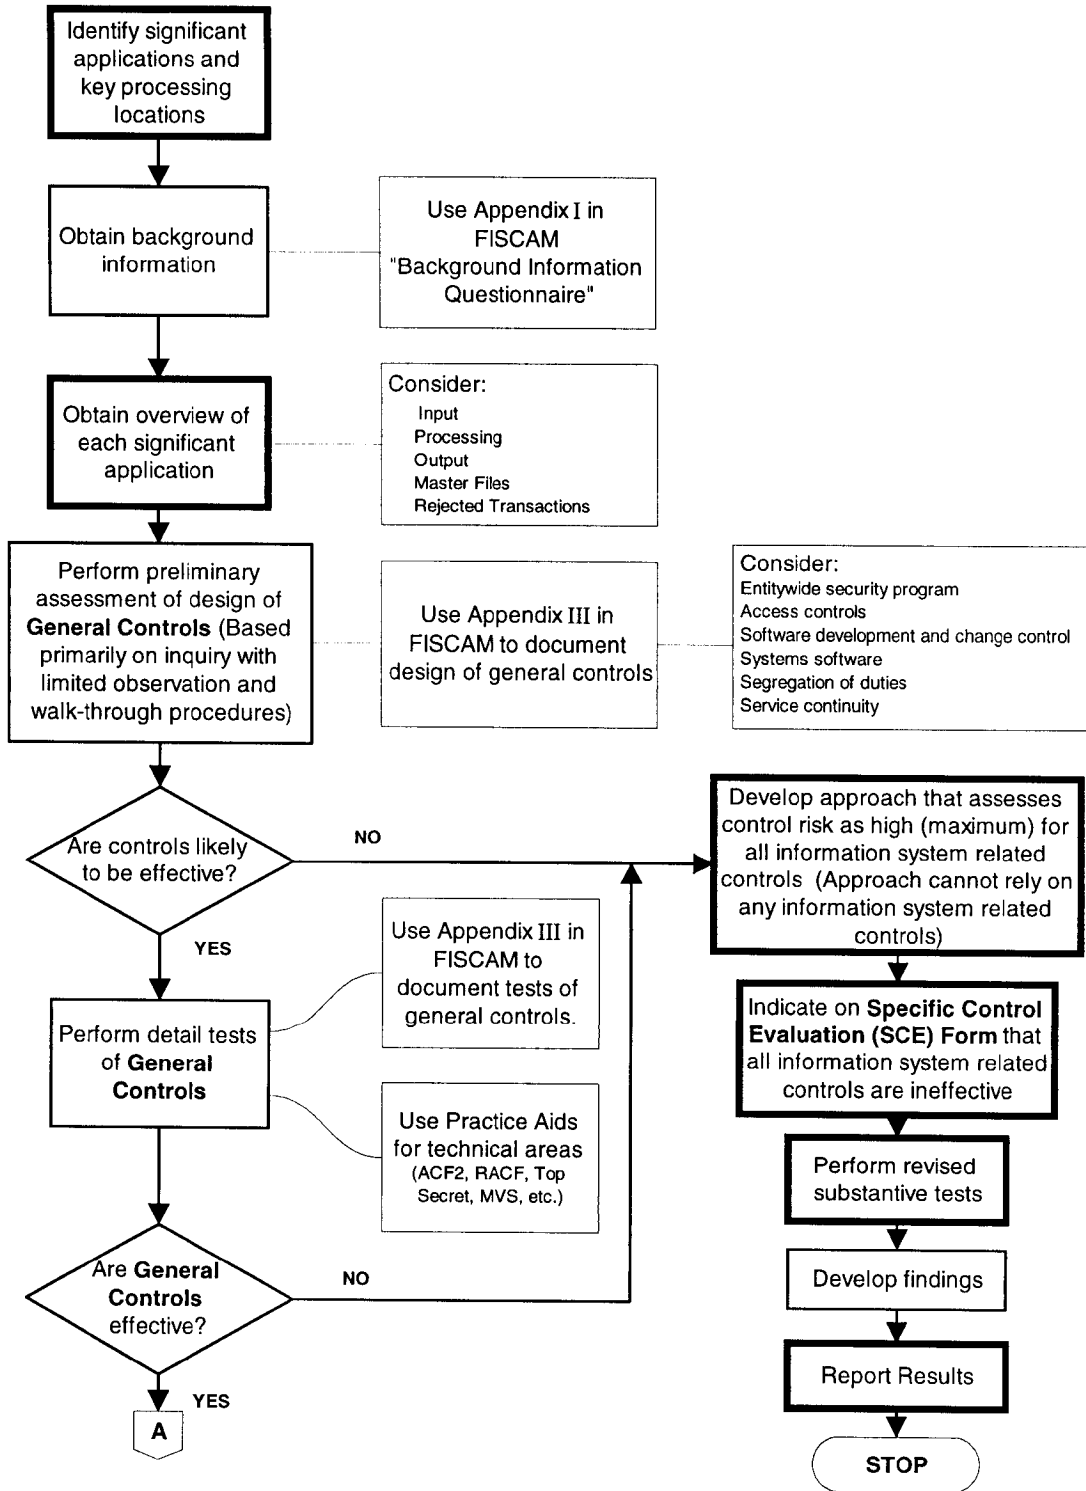 Identify significant
applications and
key processing
locations
Obtain background
information
Use Appendix I in
FISCAM
"Background Information
Questionnaire"
Obtain overview of
each significant
application
Consider:
Input
Processing
Output
Master Files
Rejected Transactions
Perform preliminary
assessment of design of
General Controls (Based
primarily on inquiry with
limited observation and
walk-through procedures)
Use Appendix III in
FISCAM to document
design of general controls
Consider:
Entitywide security program
Access controls
Software development and change control
Systems software
Segregation of duties
Service continuity
Are controls likely
to be effective?
NO
YES
Develop approach that assesses
control risk as high (maximum) for
all information system related
controls (Approach cannot rely on
any information system related
controls)
Use Appendix III in
FISCAM to
document tests of
general controls.
Perform detail tests
of General
Controls
Use Practice Aids
for technical areas
(ACF2, RACF, Top
Secret, MVS, etc.)
Indicate on Specific Control
Evaluation (SCE) Form that
all information system related
controls are ineffective
Perform revised
substantive tests
Are General
Controls
effective?
NO
YES
A
Develop findings
Report Results
STOP